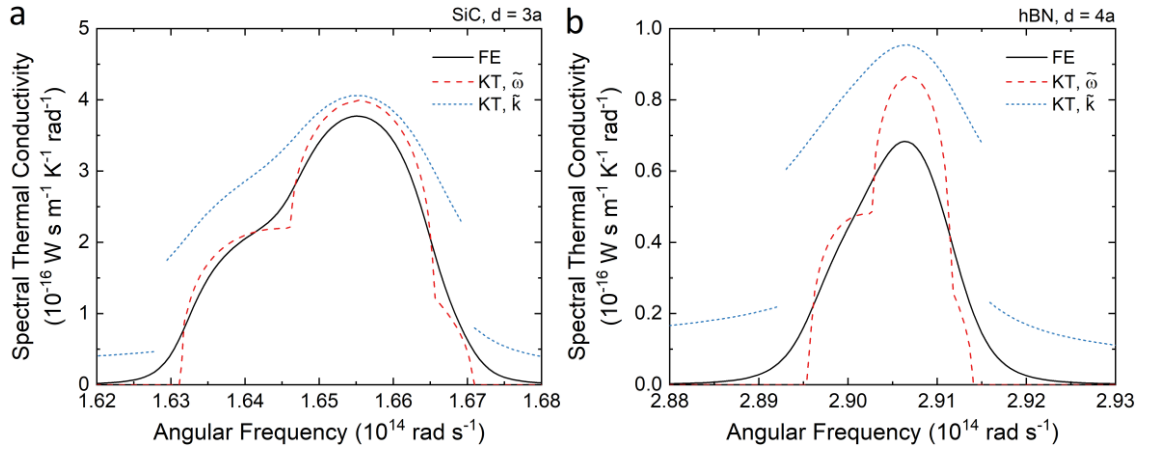 a
SiC, d = 3a
Spectral Thermal Conductivity
(10⁻¹⁶ W s m⁻¹ K⁻¹ rad⁻¹)
5
4
3
2
1
0
FE
KT, ω̃
KT, k̃
1.62 1.63 1.64 1.65 1.66 1.67 1.68
Angular Frequency (10¹⁴ rad s⁻¹)
b
hBN, d = 4a
Spectral Thermal Conductivity
(10⁻¹⁶ W s m⁻¹ K⁻¹ rad⁻¹)
1.0
0.8
0.6
0.4
0.2
0.0
FE
KT, ω̃
KT, k̃
2.88 2.89 2.90 2.91 2.92 2.93
Angular Frequency (10¹⁴ rad s⁻¹)